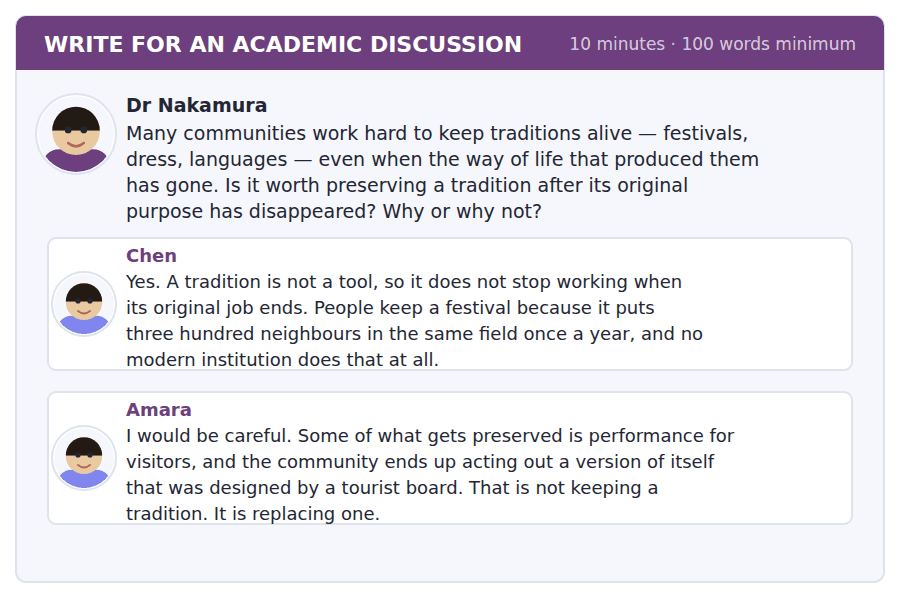 WRITE FOR AN ACADEMIC DISCUSSION
10 minutes · 100 words minimum
Dr Nakamura
Many communities work hard to keep traditions alive — festivals,
dress, languages — even when the way of life that produced them
has gone. Is it worth preserving a tradition after its original
purpose has disappeared? Why or why not?
Chen
Yes. A tradition is not a tool, so it does not stop working when
its original job ends. People keep a festival because it puts
three hundred neighbours in the same field once a year, and no
modern institution does that at all.
Amara
I would be careful. Some of what gets preserved is performance for
visitors, and the community ends up acting out a version of itself
that was designed by a tourist board. That is not keeping a
tradition. It is replacing one.